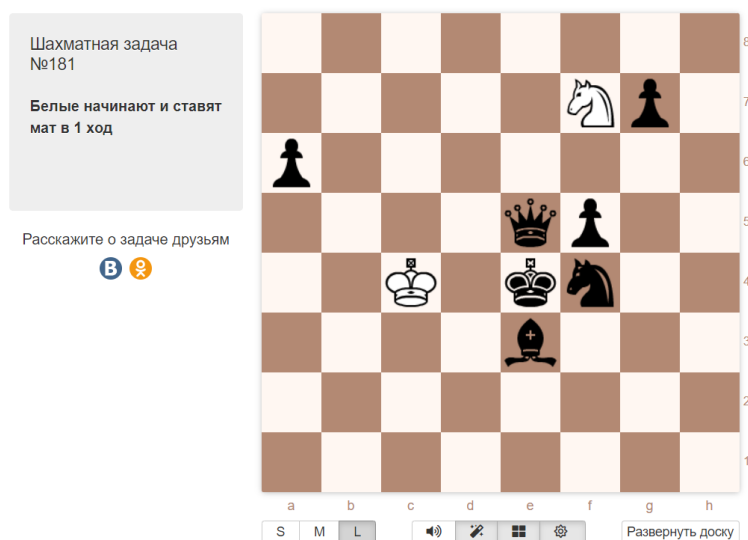 Шахматная задача
№181
Белые начинают и ставят
мат в 1 ход
Расскажите о задаче друзьям
B
8
7
6
5
4
3
2
1
a b c d e f g h
S M L
Развернуть доску